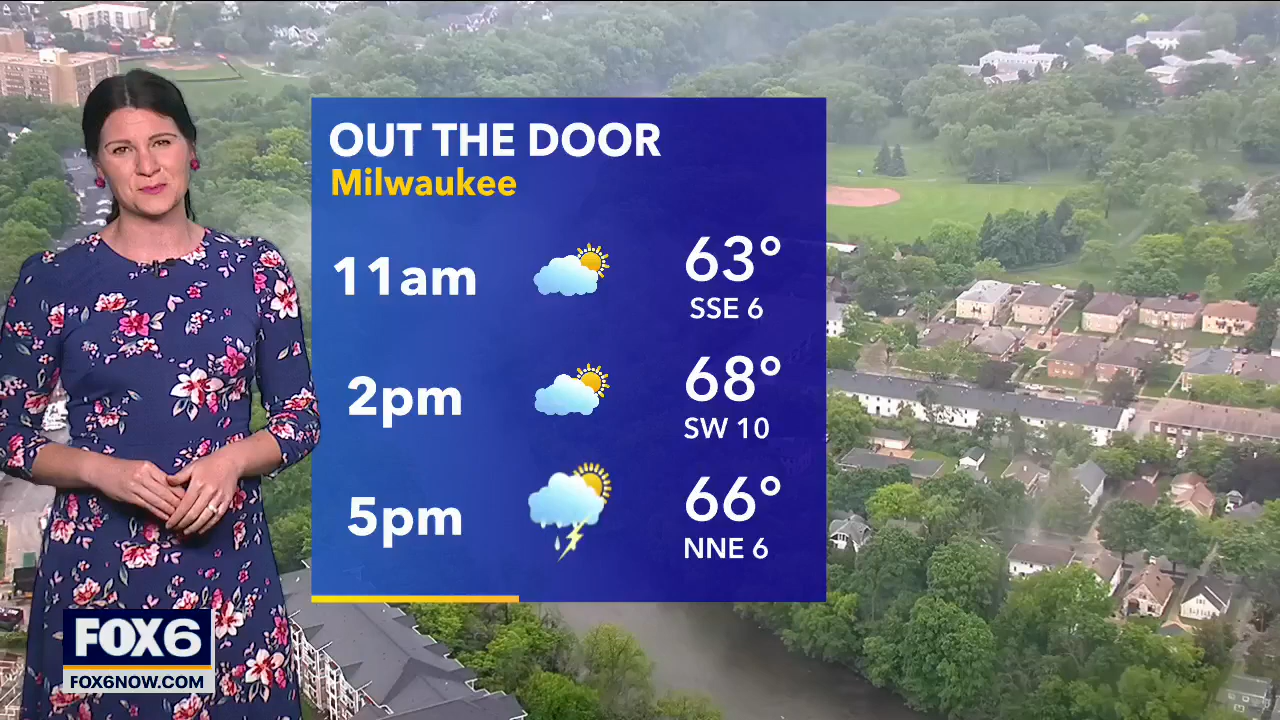 OUT THE DOOR
Milwaukee
11am
63°
SSE 6
2pm
68°
SW 10
5pm
66°
NNE 6
FOX6
FOX6NOW.COM